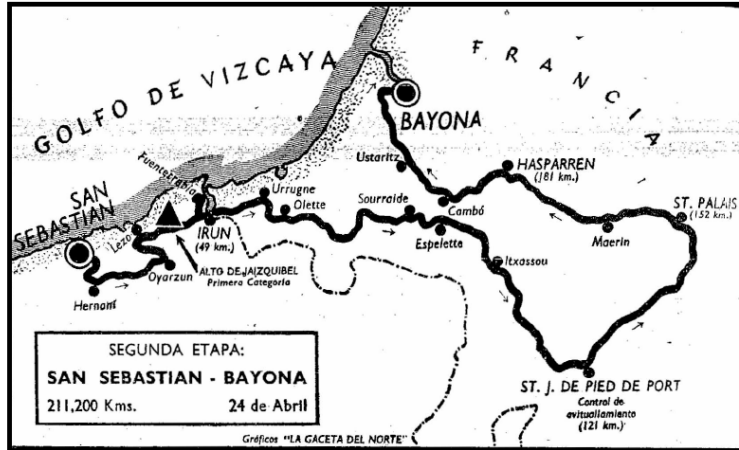 GOLFO DE VIZCAYA
FRANCIA
BAYONA
Ustaritz
HASPARREN
(181 km.)
Fuenterrabia
Urrugne
SAN
SEBASTIAN
Lezo
IRUN
(49 km.)
Olette
Souraide
Cambó
ST. PALAIS
(152 km.)
Espelette
Maerin
Hernani
Oyarzun
ALTO DE JAIZQUIBEL
Primera Categoría
Itxassou
SEGUNDA ETAPA:
SAN SEBASTIAN - BAYONA
211,200 Kms. 24 de Abril
ST. J. DE PIED DE PORT
Control de
avituallamiento
(121 km.)
Gráficos "LA GACETA DEL NORTE"